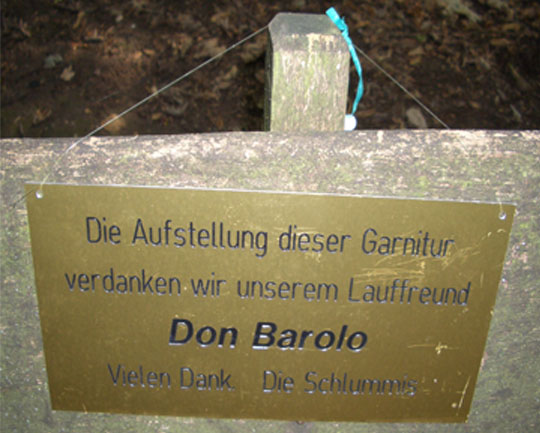 Die Aufstellung dieser Garnitur
verdanken wir unserem Lauffreund
Don Barolo
Vielen Dank. Die Schlummis